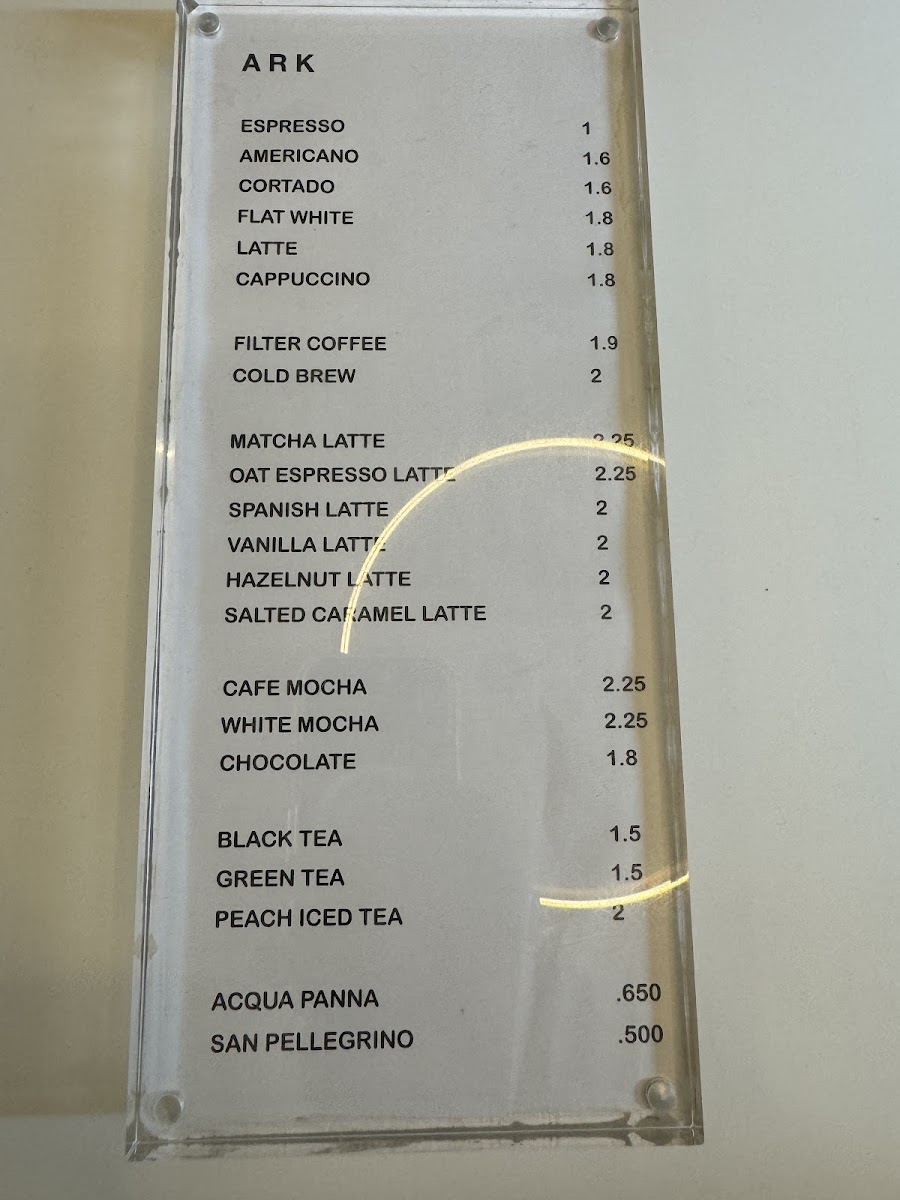 ARK
ESPRESSO 1
AMERICANO 1.6
CORTADO 1.6
FLAT WHITE 1.8
LATTE 1.8
CAPPUCCINO 1.8
FILTER COFFEE 1.9
COLD BREW 2
MATCHA LATTE 2.25
OAT ESPRESSO LATTE 2.25
SPANISH LATTE 2
VANILLA LATTE 2
HAZELNUT LATTE 2
SALTED CARAMEL LATTE 2
CAFE MOCHA 2.25
WHITE MOCHA 2.25
CHOCOLATE 1.8
BLACK TEA 1.5
GREEN TEA 1.5
PEACH ICED TEA 2
ACQUA PANNA .650
SAN PELLEGRINO .500